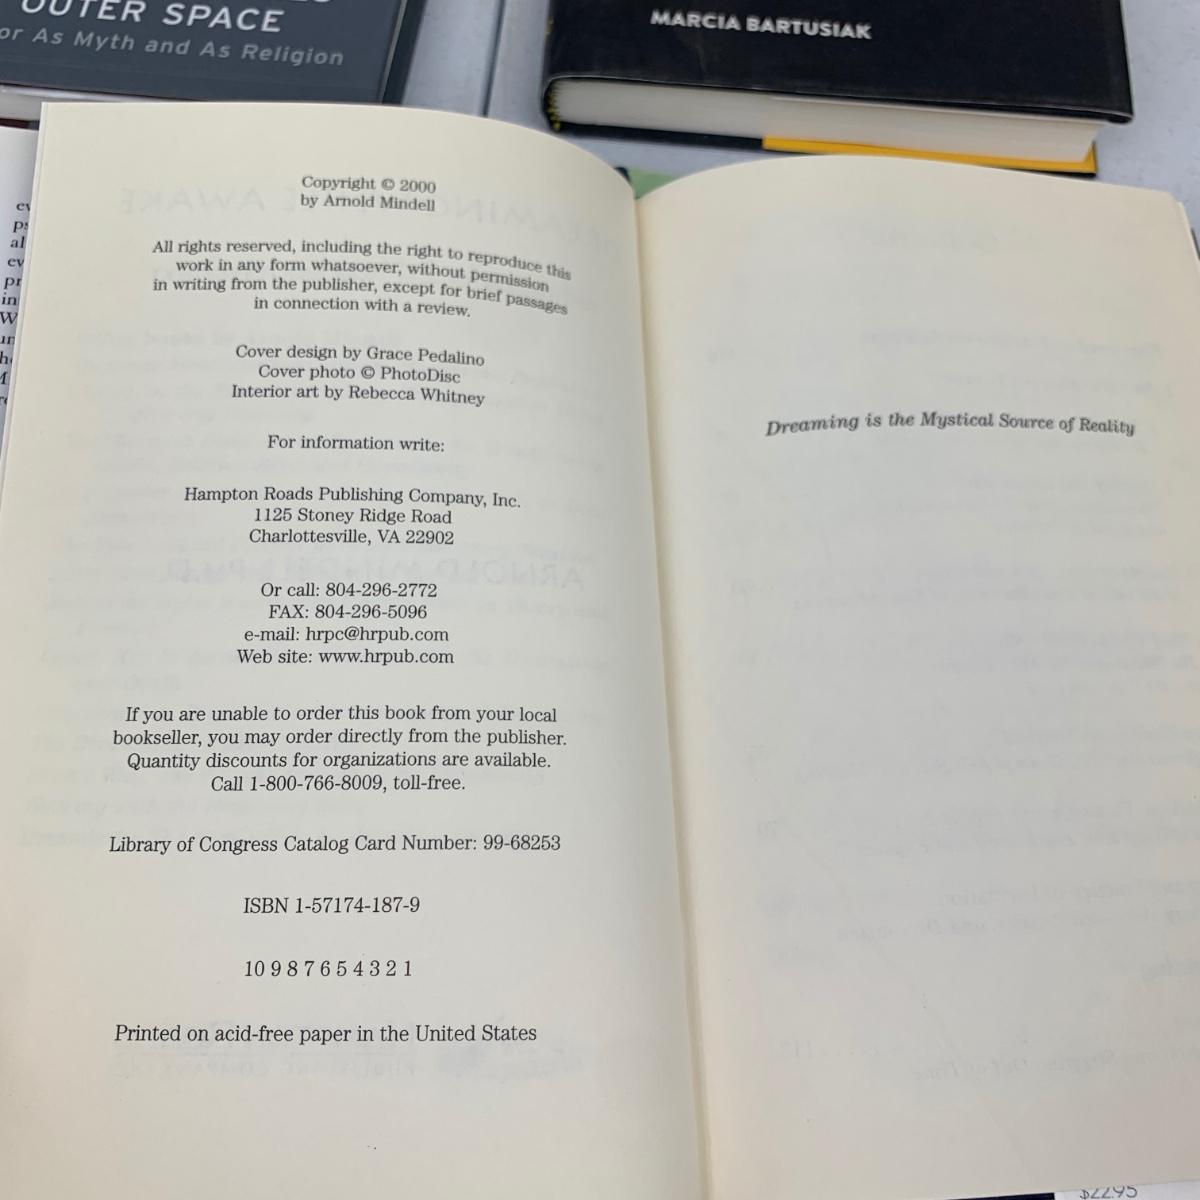 OUTER SPACE
or As Myth and As Religion
MARCIA BARTUSIAK
Copyright © 2000
by Arnold Mindell
All rights reserved, including the right to reproduce this
work in any form whatsoever, without permission
in writing from the publisher, except for brief passages
in connection with a review.
Cover design by Grace Pedalino
Cover photo © PhotoDisc
Interior art by Rebecca Whitney
For information write:
Hampton Roads Publishing Company, Inc.
1125 Stoney Ridge Road
Charlottesville, VA 22902
Or call: 804-296-2772
FAX: 804-296-5096
e-mail: hrpc@hrpub.com
Web site: www.hrpub.com
If you are unable to order this book from your local
bookseller, you may order directly from the publisher.
Quantity discounts for organizations are available.
Call 1-800-766-8009, toll-free.
Library of Congress Catalog Card Number: 99-68253
ISBN 1-57174-187-9
10 9 8 7 6 5 4 3 2 1
Printed on acid-free paper in the United States
Dreaming is the Mystical Source of Reality
$22.95